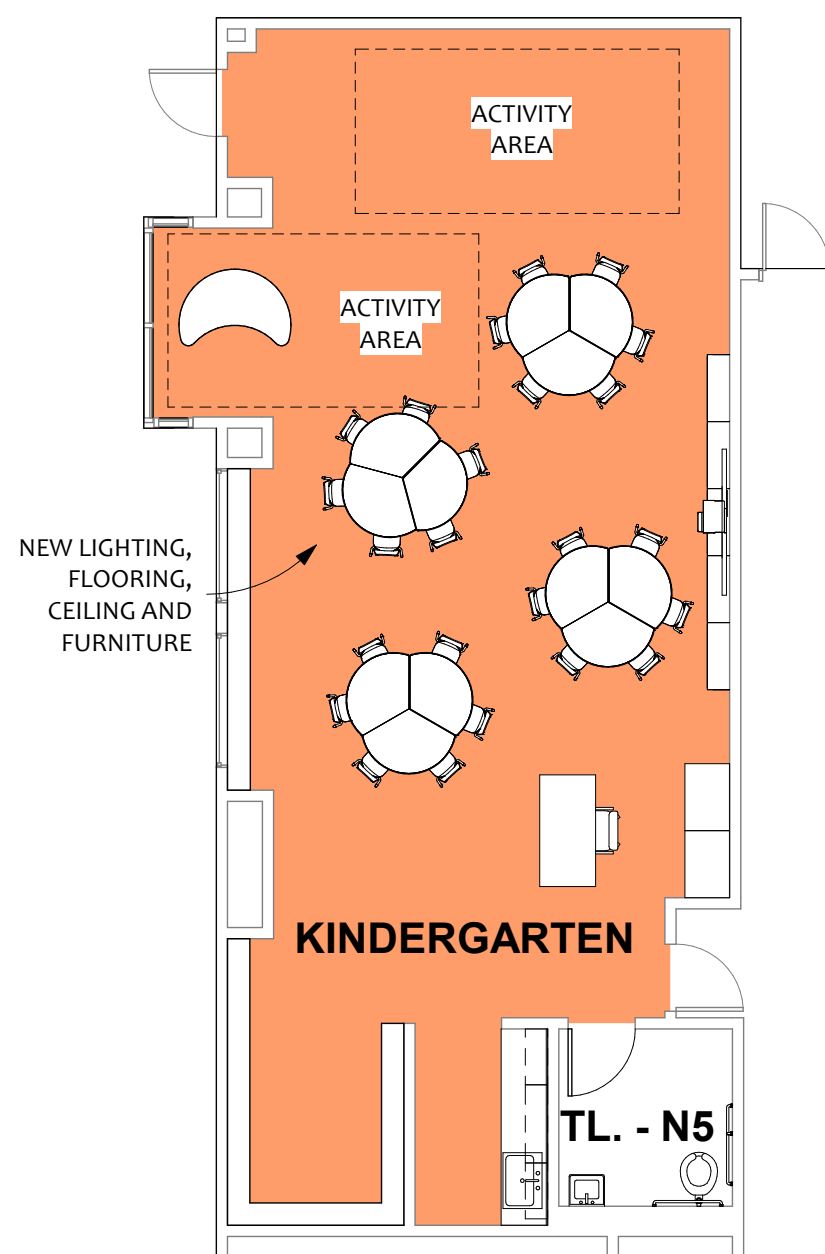 ACTIVITY
AREA
ACTIVITY
AREA
NEW LIGHTING,
FLOORING,
CEILING AND
FURNITURE
KINDERGARTEN
TL. - N5